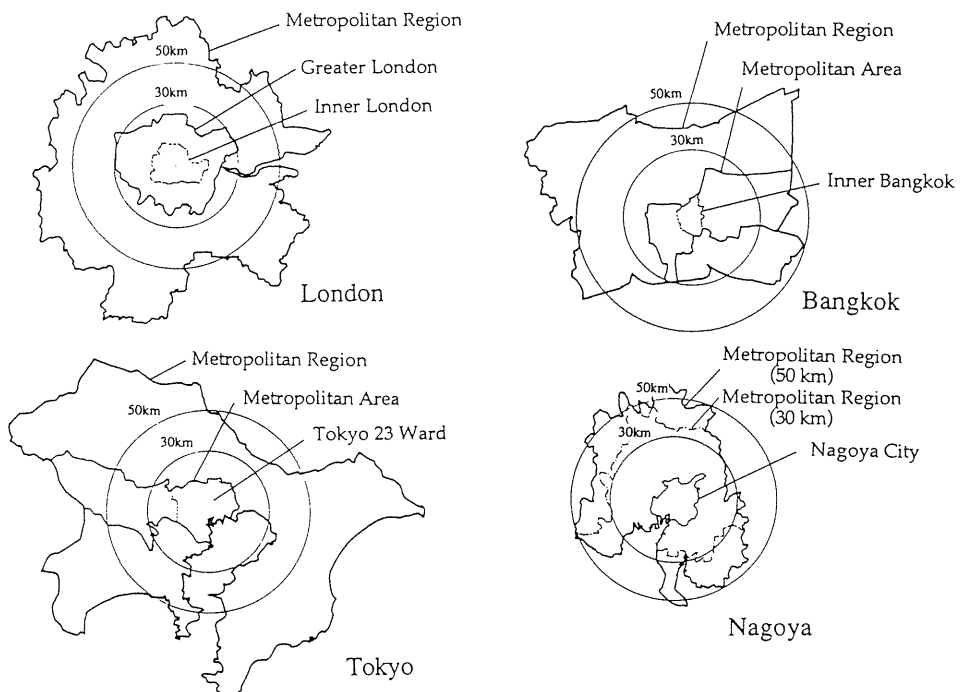 Metropolitan Region
50km
Greater London
30km
Inner London
London
Metropolitan Region
Metropolitan Area
50km
30km
Inner Bangkok
Bangkok
Metropolitan Region
Metropolitan Area
50km
30km
Tokyo 23 Ward
Tokyo
Metropolitan Region
(50 km)
50km
Metropolitan Region
(30 km)
30km
Nagoya City
Nagoya